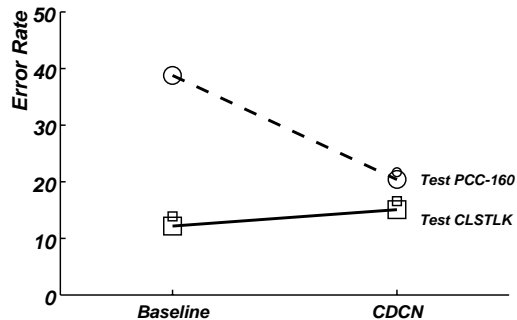 Error Rate
50
40
30
20
10
0
Test PCC-160
Test CLSTLK
Baseline
CDCN